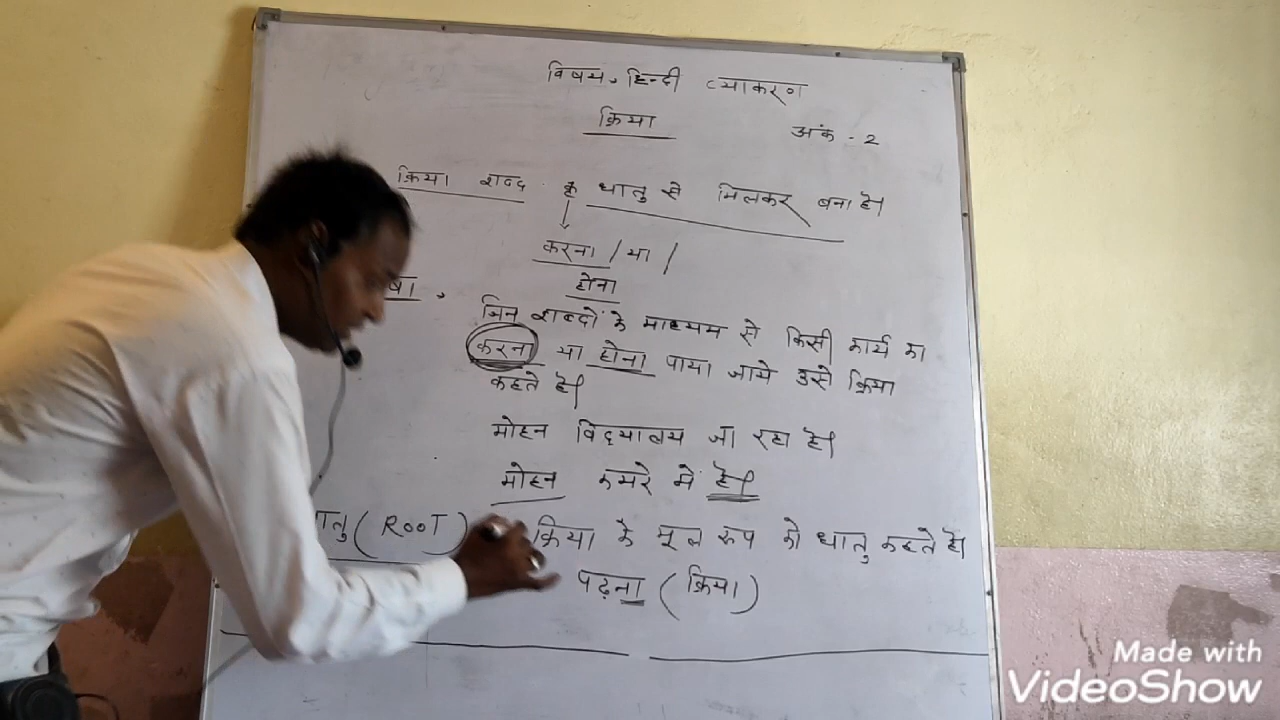 विषय, हिन्दी व्याकरण
क्रिया
अंक - 2
क्रिया शब्द कृ धातु से मिलकर बना है।
करना / या /
होना
षा,
जिन शब्दों के माध्यम से किसी कार्य का
करना या होना पाया जाये उसे क्रिया
कहते है।
मोहन विद्यालय जा रहा है।
मोहन कमरे में है।
ातु (ROOT) क्रिया के मूल रूप को धातु कहते है।
पढ़ना (क्रिया)
Made with
VideoShow